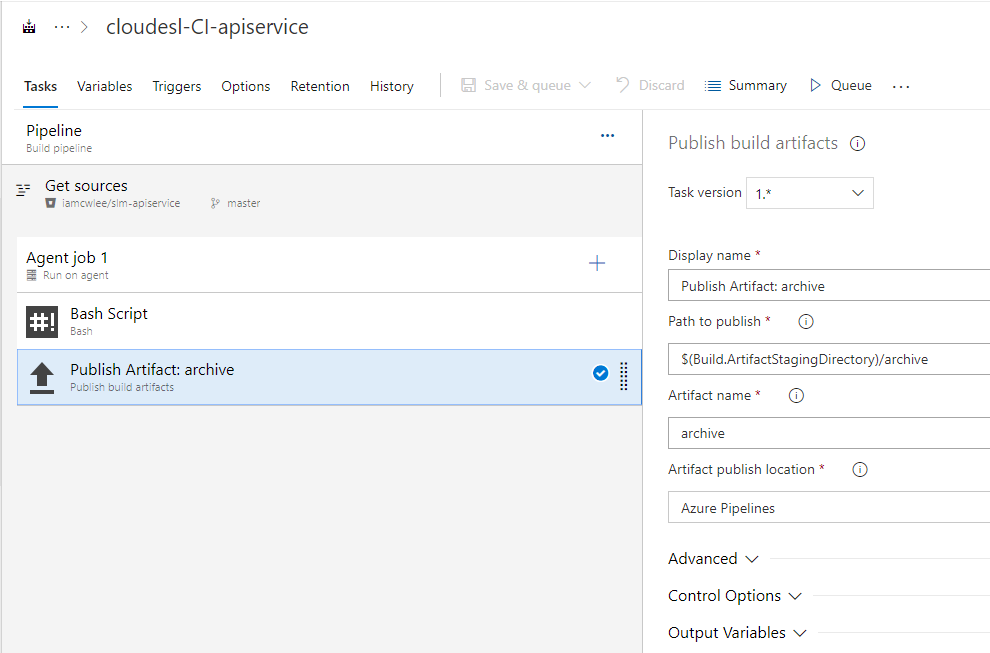 ··· > cloudesl-CI-apiservice
Tasks Variables Triggers Options Retention History Save & queue Discard Summary Queue ...
Pipeline ...
Build pipeline
Get sources
iamcwlee/slm-apiservice master
Agent job 1
Run on agent
#! Bash Script
Bash
Publish Artifact: archive
Publish build artifacts
Publish build artifacts
Task version 1.*
Display name *
Publish Artifact: archive
Path to publish *
$(Build.ArtifactStagingDirectory)/archive
Artifact name *
archive
Artifact publish location *
Azure Pipelines
Advanced
Control Options
Output Variables